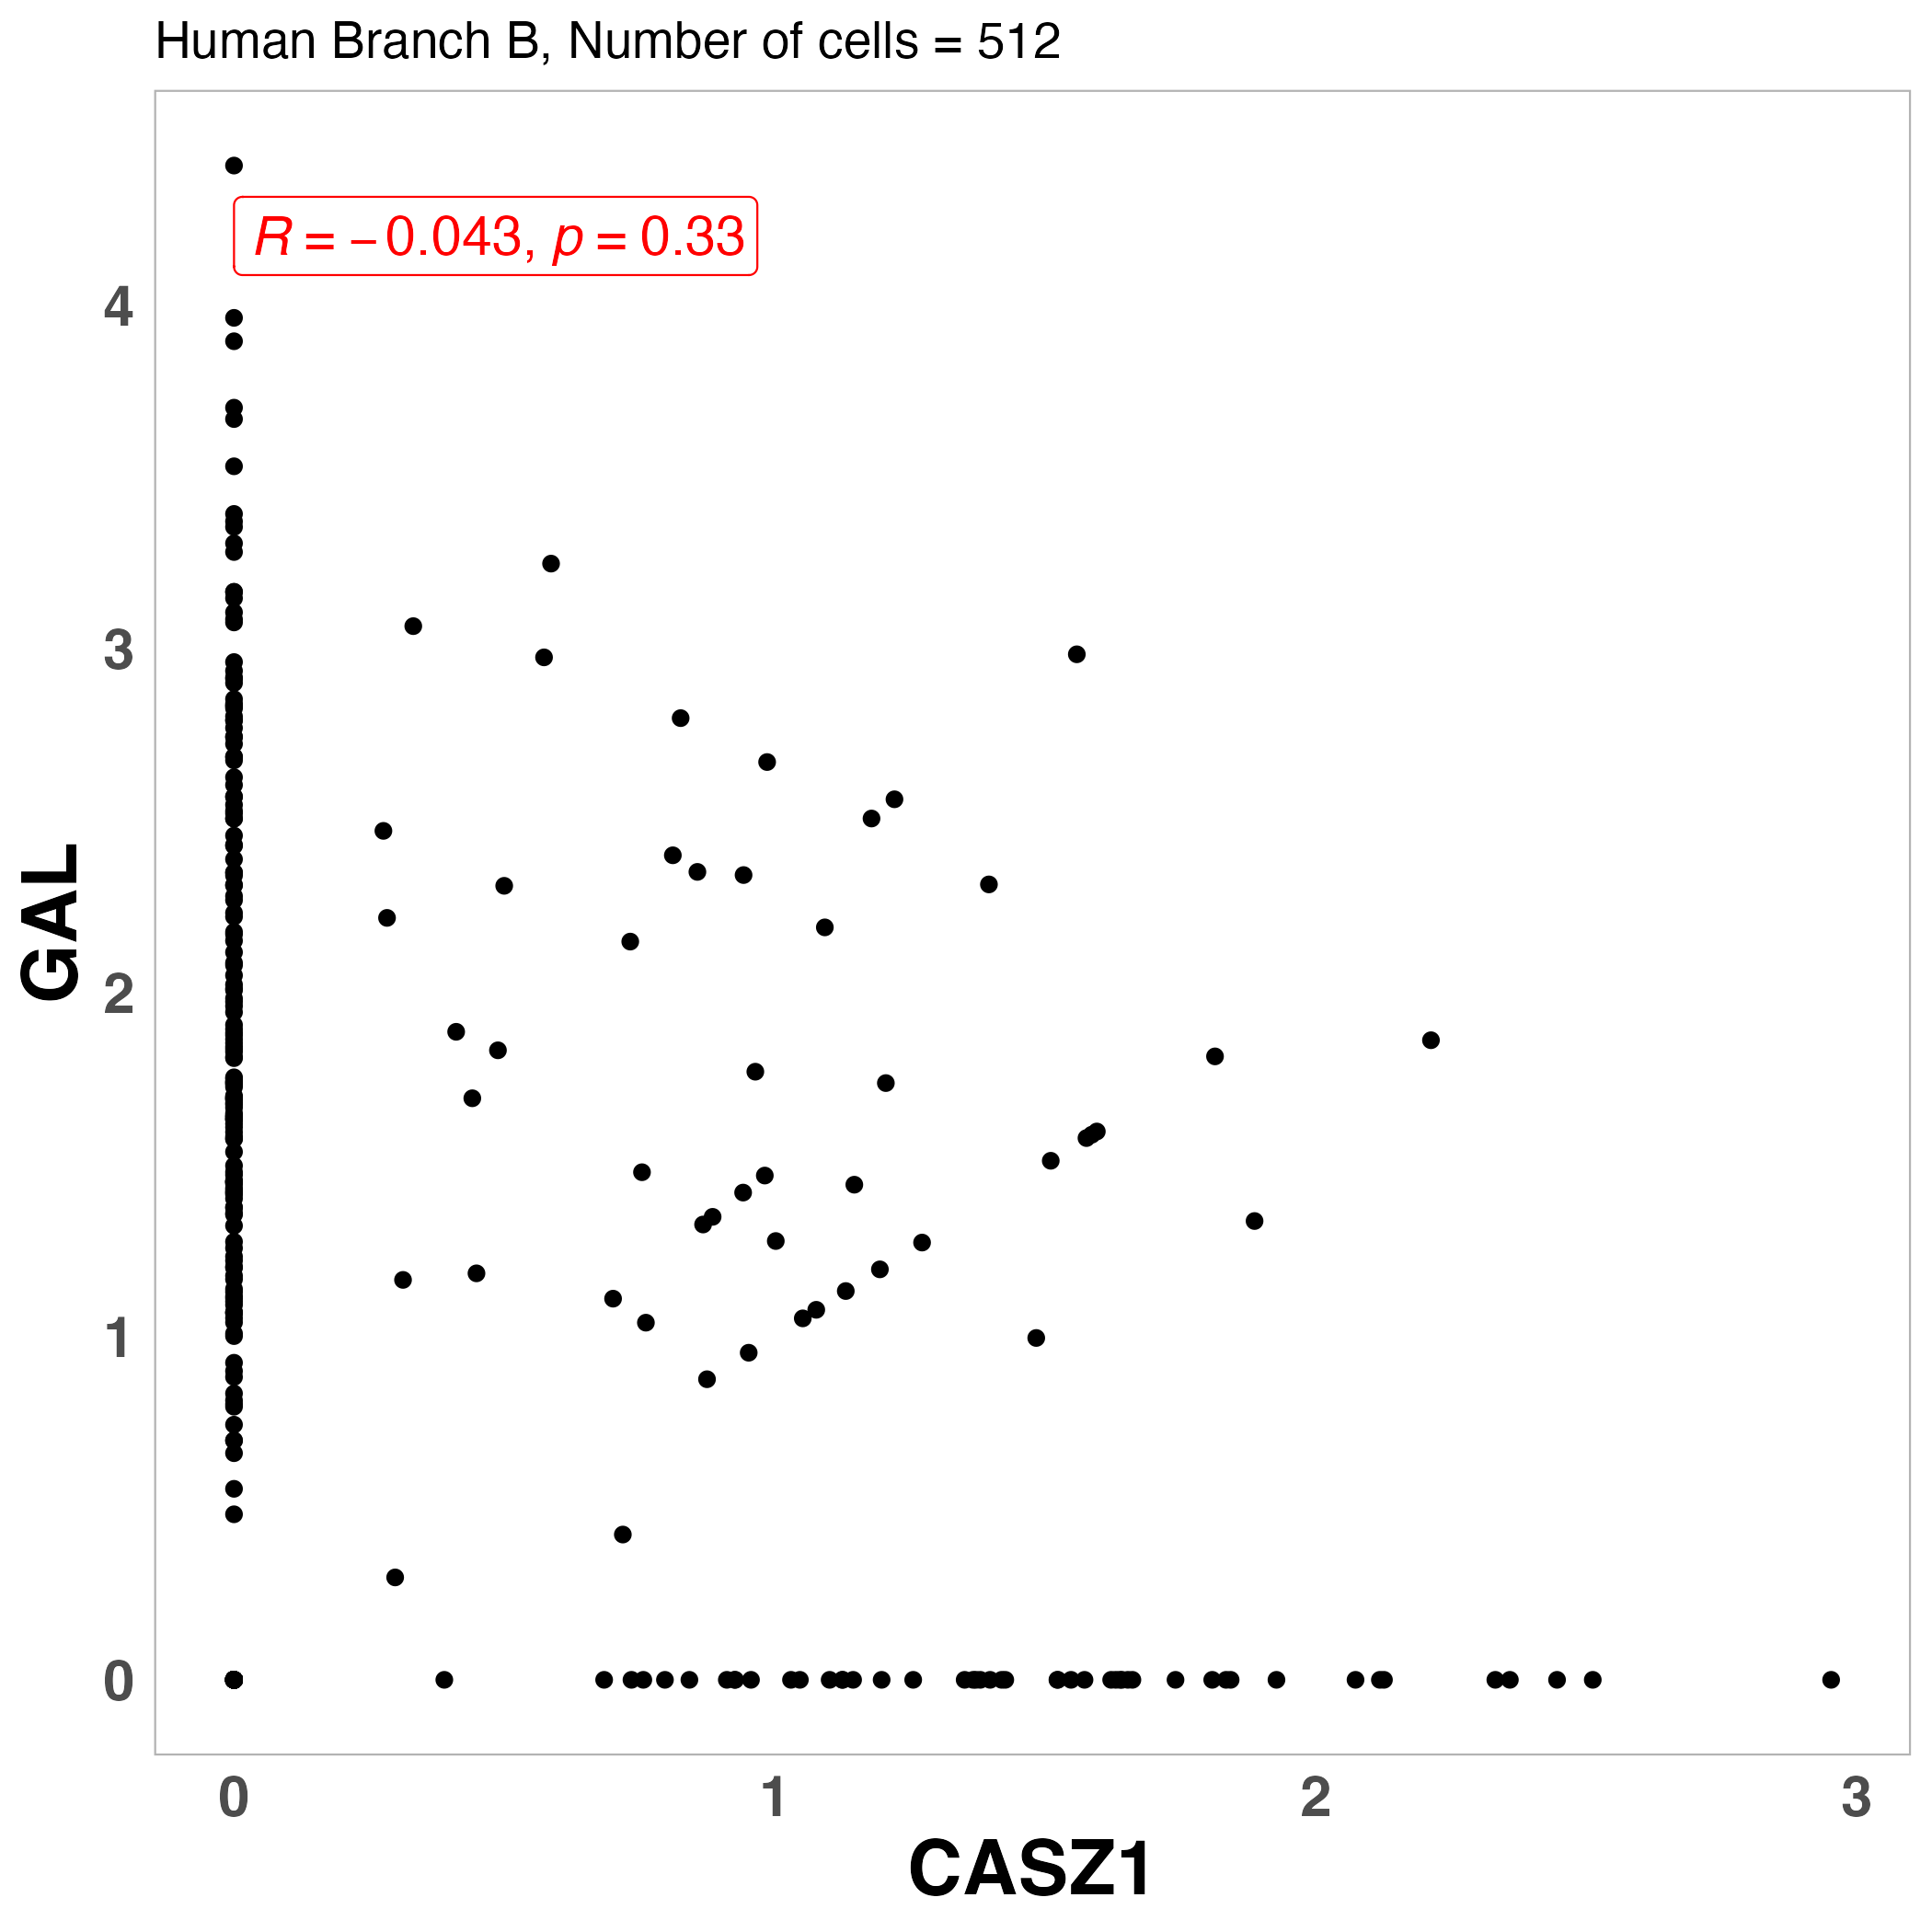 Human Branch B, Number of cells = 512
R = −0.043, p = 0.33
4
3
2
1
0
GAL
0 1 2 3
CASZ1